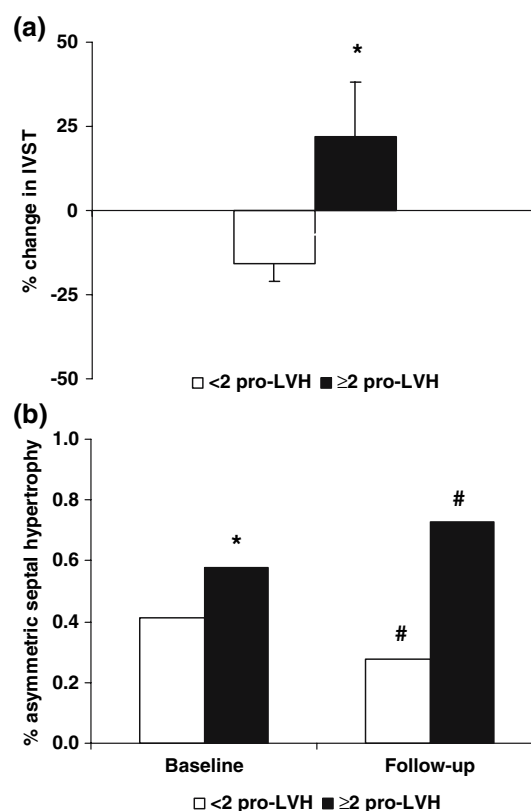 (a)
50
25
0
-25
-50
% change in IVST
*
<2 pro-LVH ≥2 pro-LVH
(b)
1.0
0.8
0.6
0.4
0.2
0.0
% asymmetric septal hypertrophy
*
#
#
Baseline Follow-up
<2 pro-LVH ≥2 pro-LVH